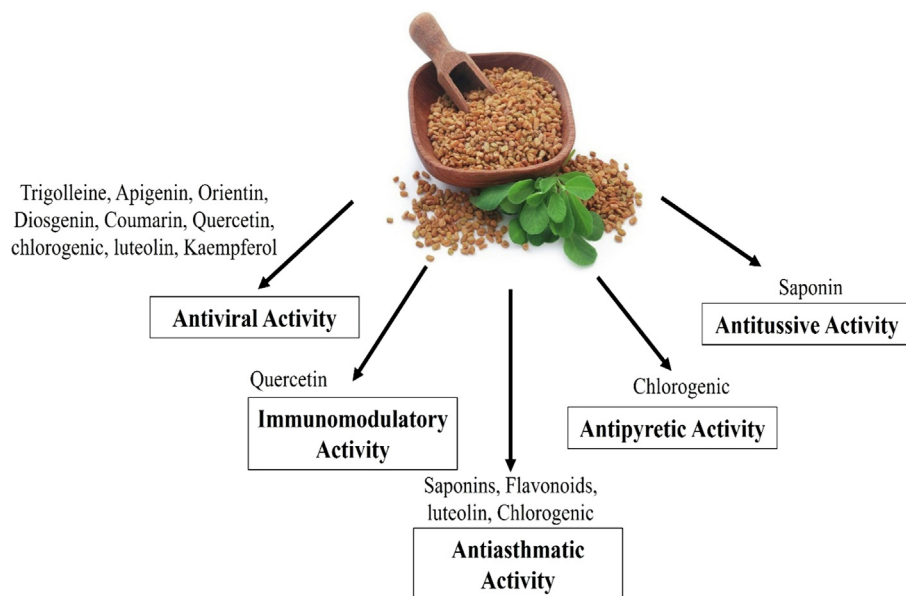 Trigolleine, Apigenin, Orientin,
Diosgenin, Coumarin, Quercetin,
chlorogenic, luteolin, Kaempferol
Antiviral Activity
Quercetin
Immunomodulatory
Activity
Saponins, Flavonoids,
luteolin, Chlorogenic
Antiasthmatic
Activity
Chlorogenic
Antipyretic Activity
Saponin
Antitussive Activity